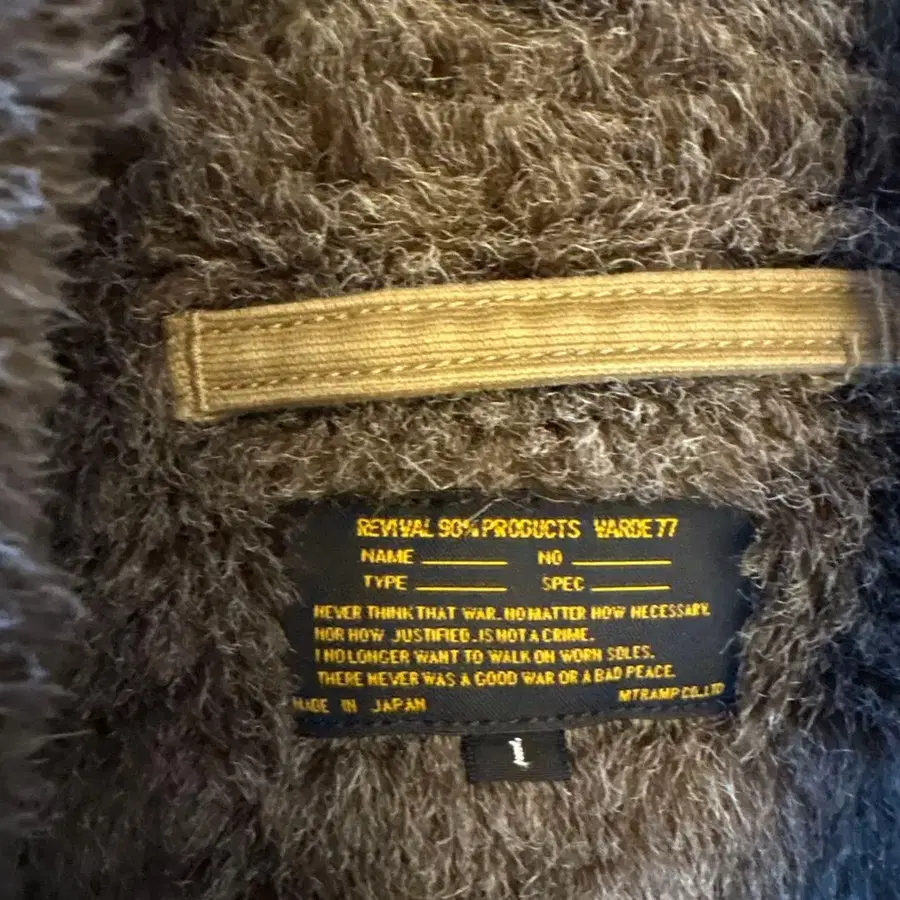 REVIVAL 90% PRODUCTS VARDE 77
NAME NO
TYPE SPEC
NEVER THINK THAT WAR. NO MATTER HOW NECESSARY.
NOR HOW JUSTIFIED. IS NOT A CRIME.
I NO LONGER WANT TO WALK ON WORN SOLES.
THERE NEVER WAS A GOOD WAR OR A BAD PEACE.
MADE IN JAPAN MTRAMP CO.LTD
1